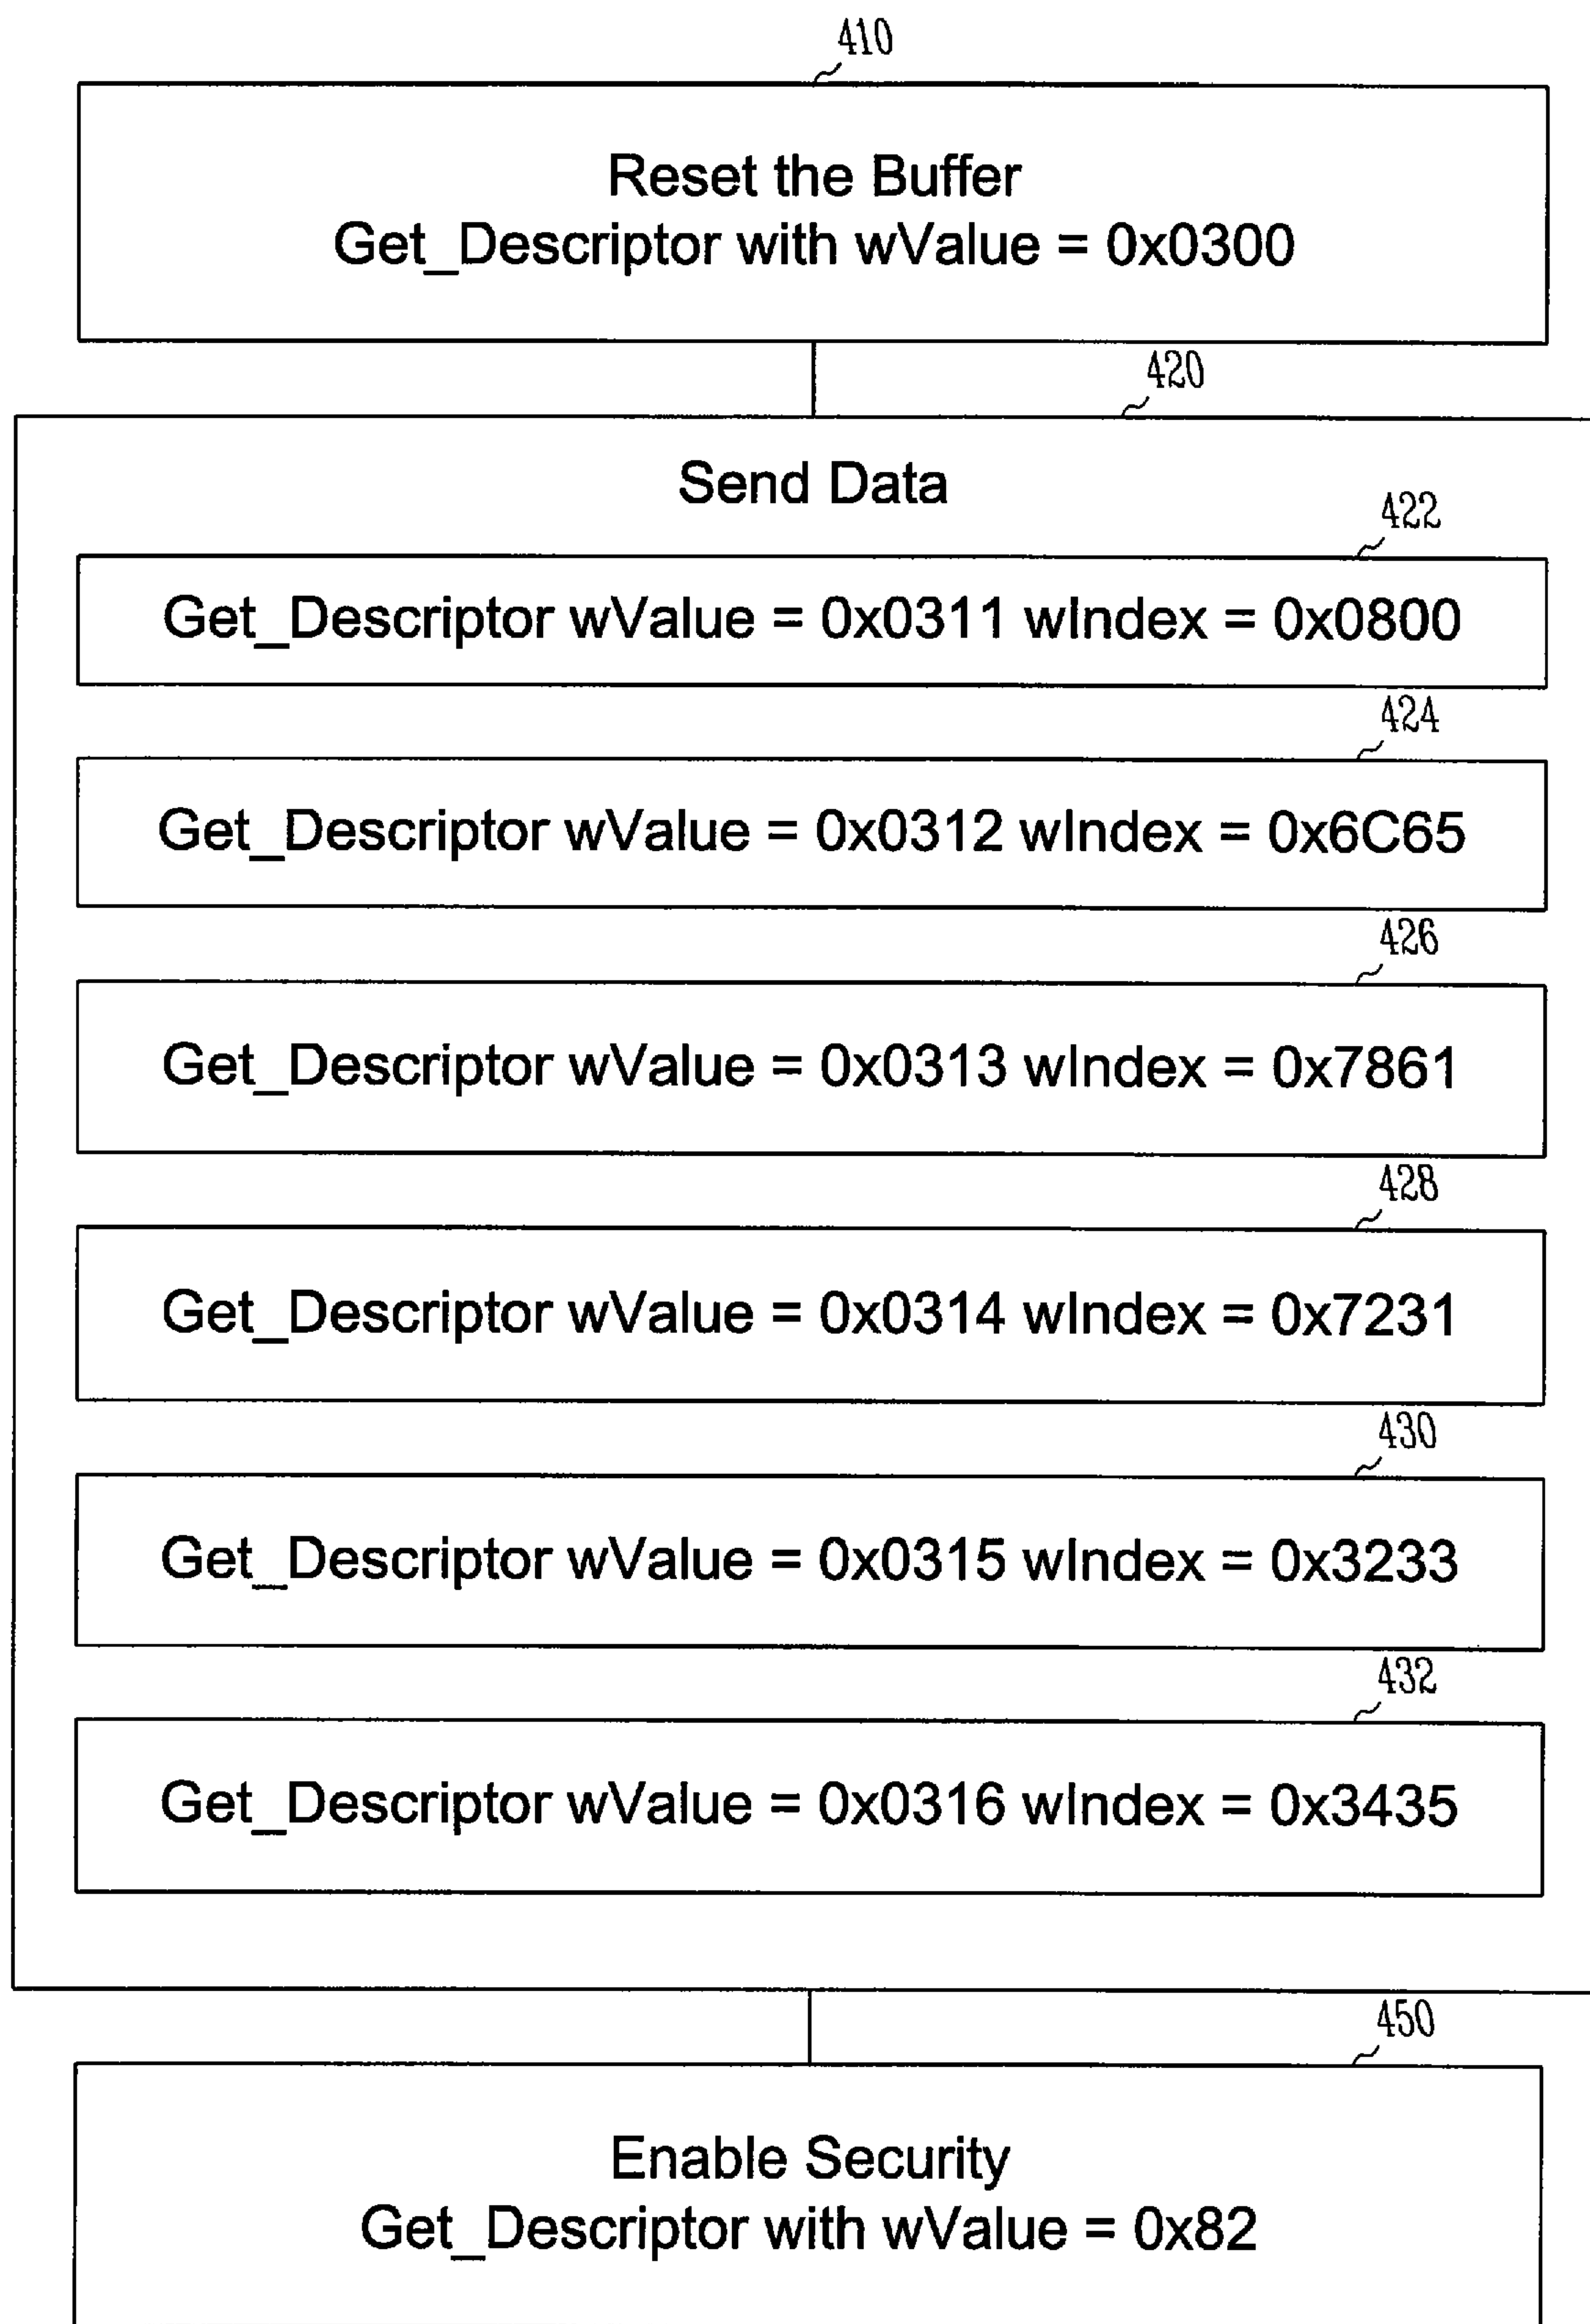 410
Reset the Buffer
Get_Descriptor with wValue = 0x0300
420
Send Data
422
Get_Descriptor wValue = 0x0311 wIndex = 0x0800
424
Get_Descriptor wValue = 0x0312 wIndex = 0x6C65
426
Get_Descriptor wValue = 0x0313 wIndex = 0x7861
428
Get_Descriptor wValue = 0x0314 wIndex = 0x7231
430
Get_Descriptor wValue = 0x0315 wIndex = 0x3233
432
Get_Descriptor wValue = 0x0316 wIndex = 0x3435
450
Enable Security
Get_Descriptor with wValue = 0x82